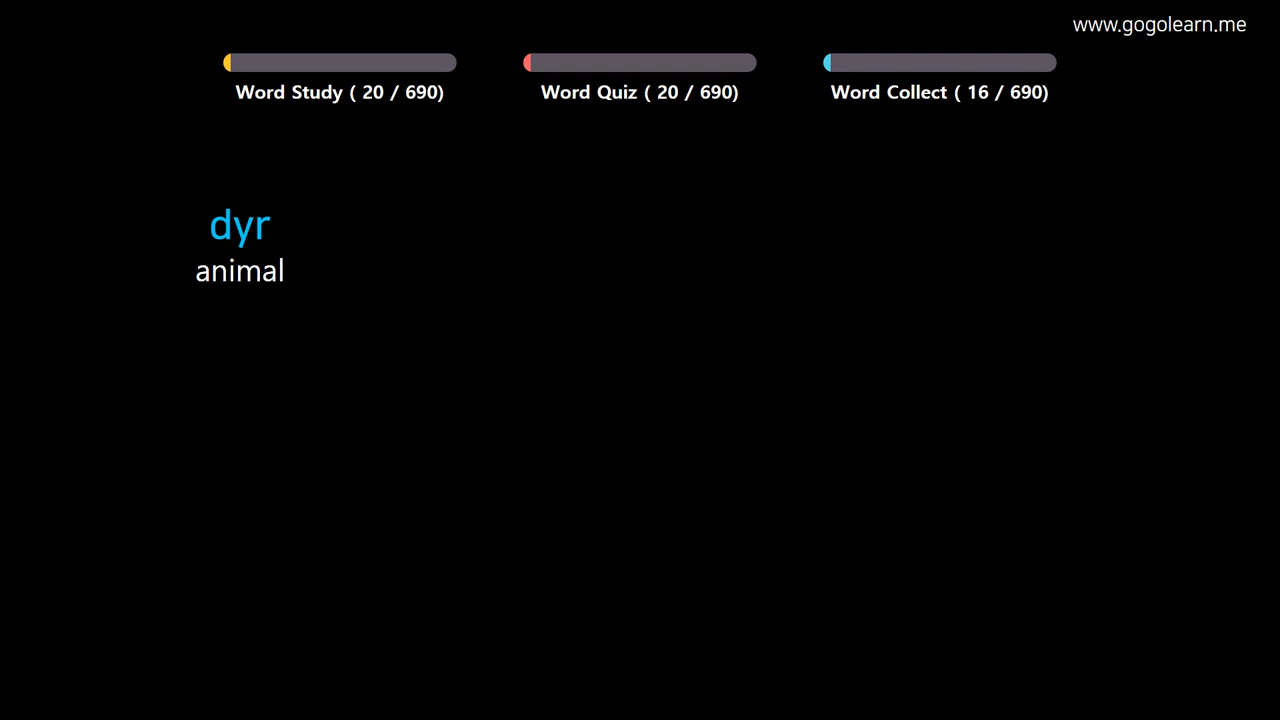 www.gogolearn.me
Word Study ( 20 / 690)
Word Quiz ( 20 / 690)
Word Collect ( 16 / 690)
dyr
animal